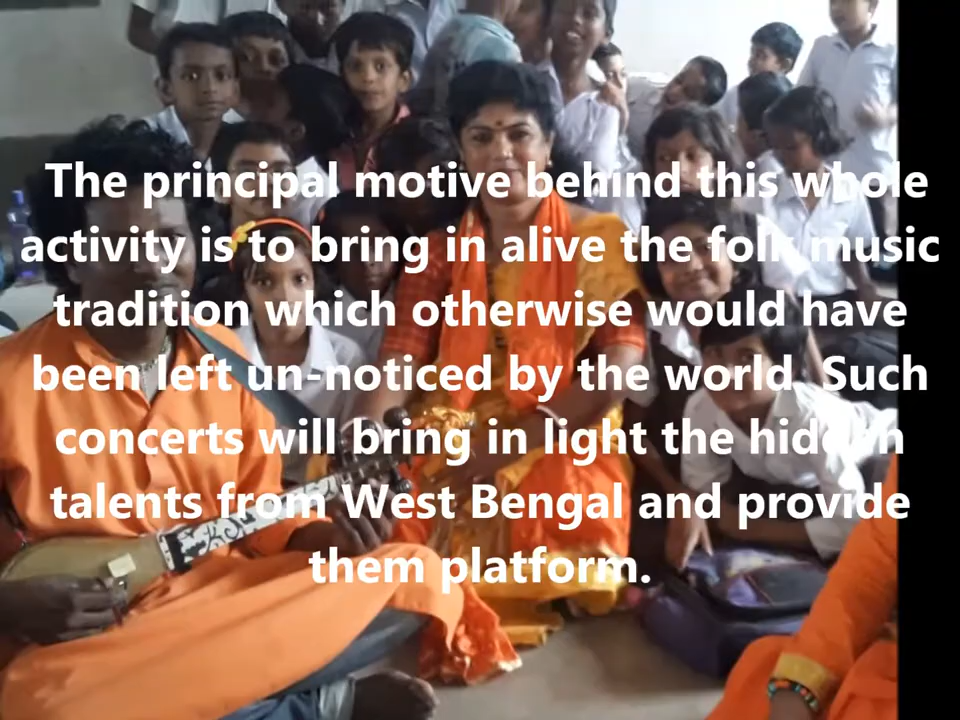 The principal motive behind this whole
activity is to bring in alive the folk music
tradition which otherwise would have
been left un-noticed by the world. Such
concerts will bring in light the hidden
talents from West Bengal and provide
them platform.